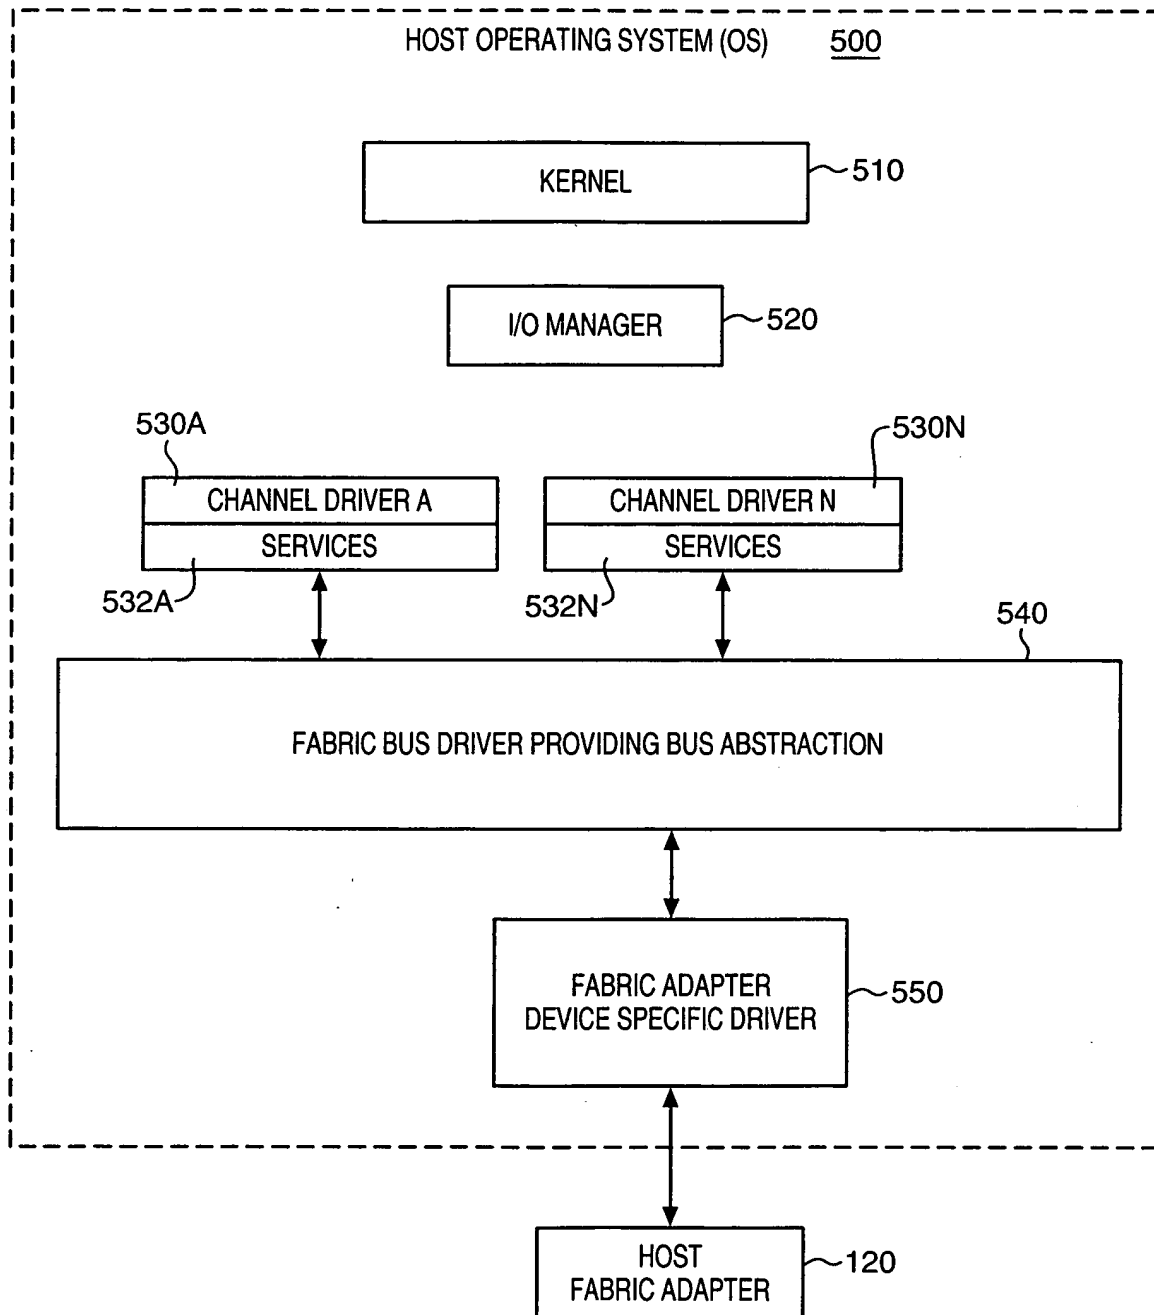 HOST OPERATING SYSTEM (OS) 500
KERNEL
510
I/O MANAGER
520
530A
530N
CHANNEL DRIVER A
CHANNEL DRIVER N
SERVICES
SERVICES
532A
532N
540
FABRIC BUS DRIVER PROVIDING BUS ABSTRACTION
FABRIC ADAPTER
DEVICE SPECIFIC DRIVER
550
HOST
FABRIC ADAPTER
120